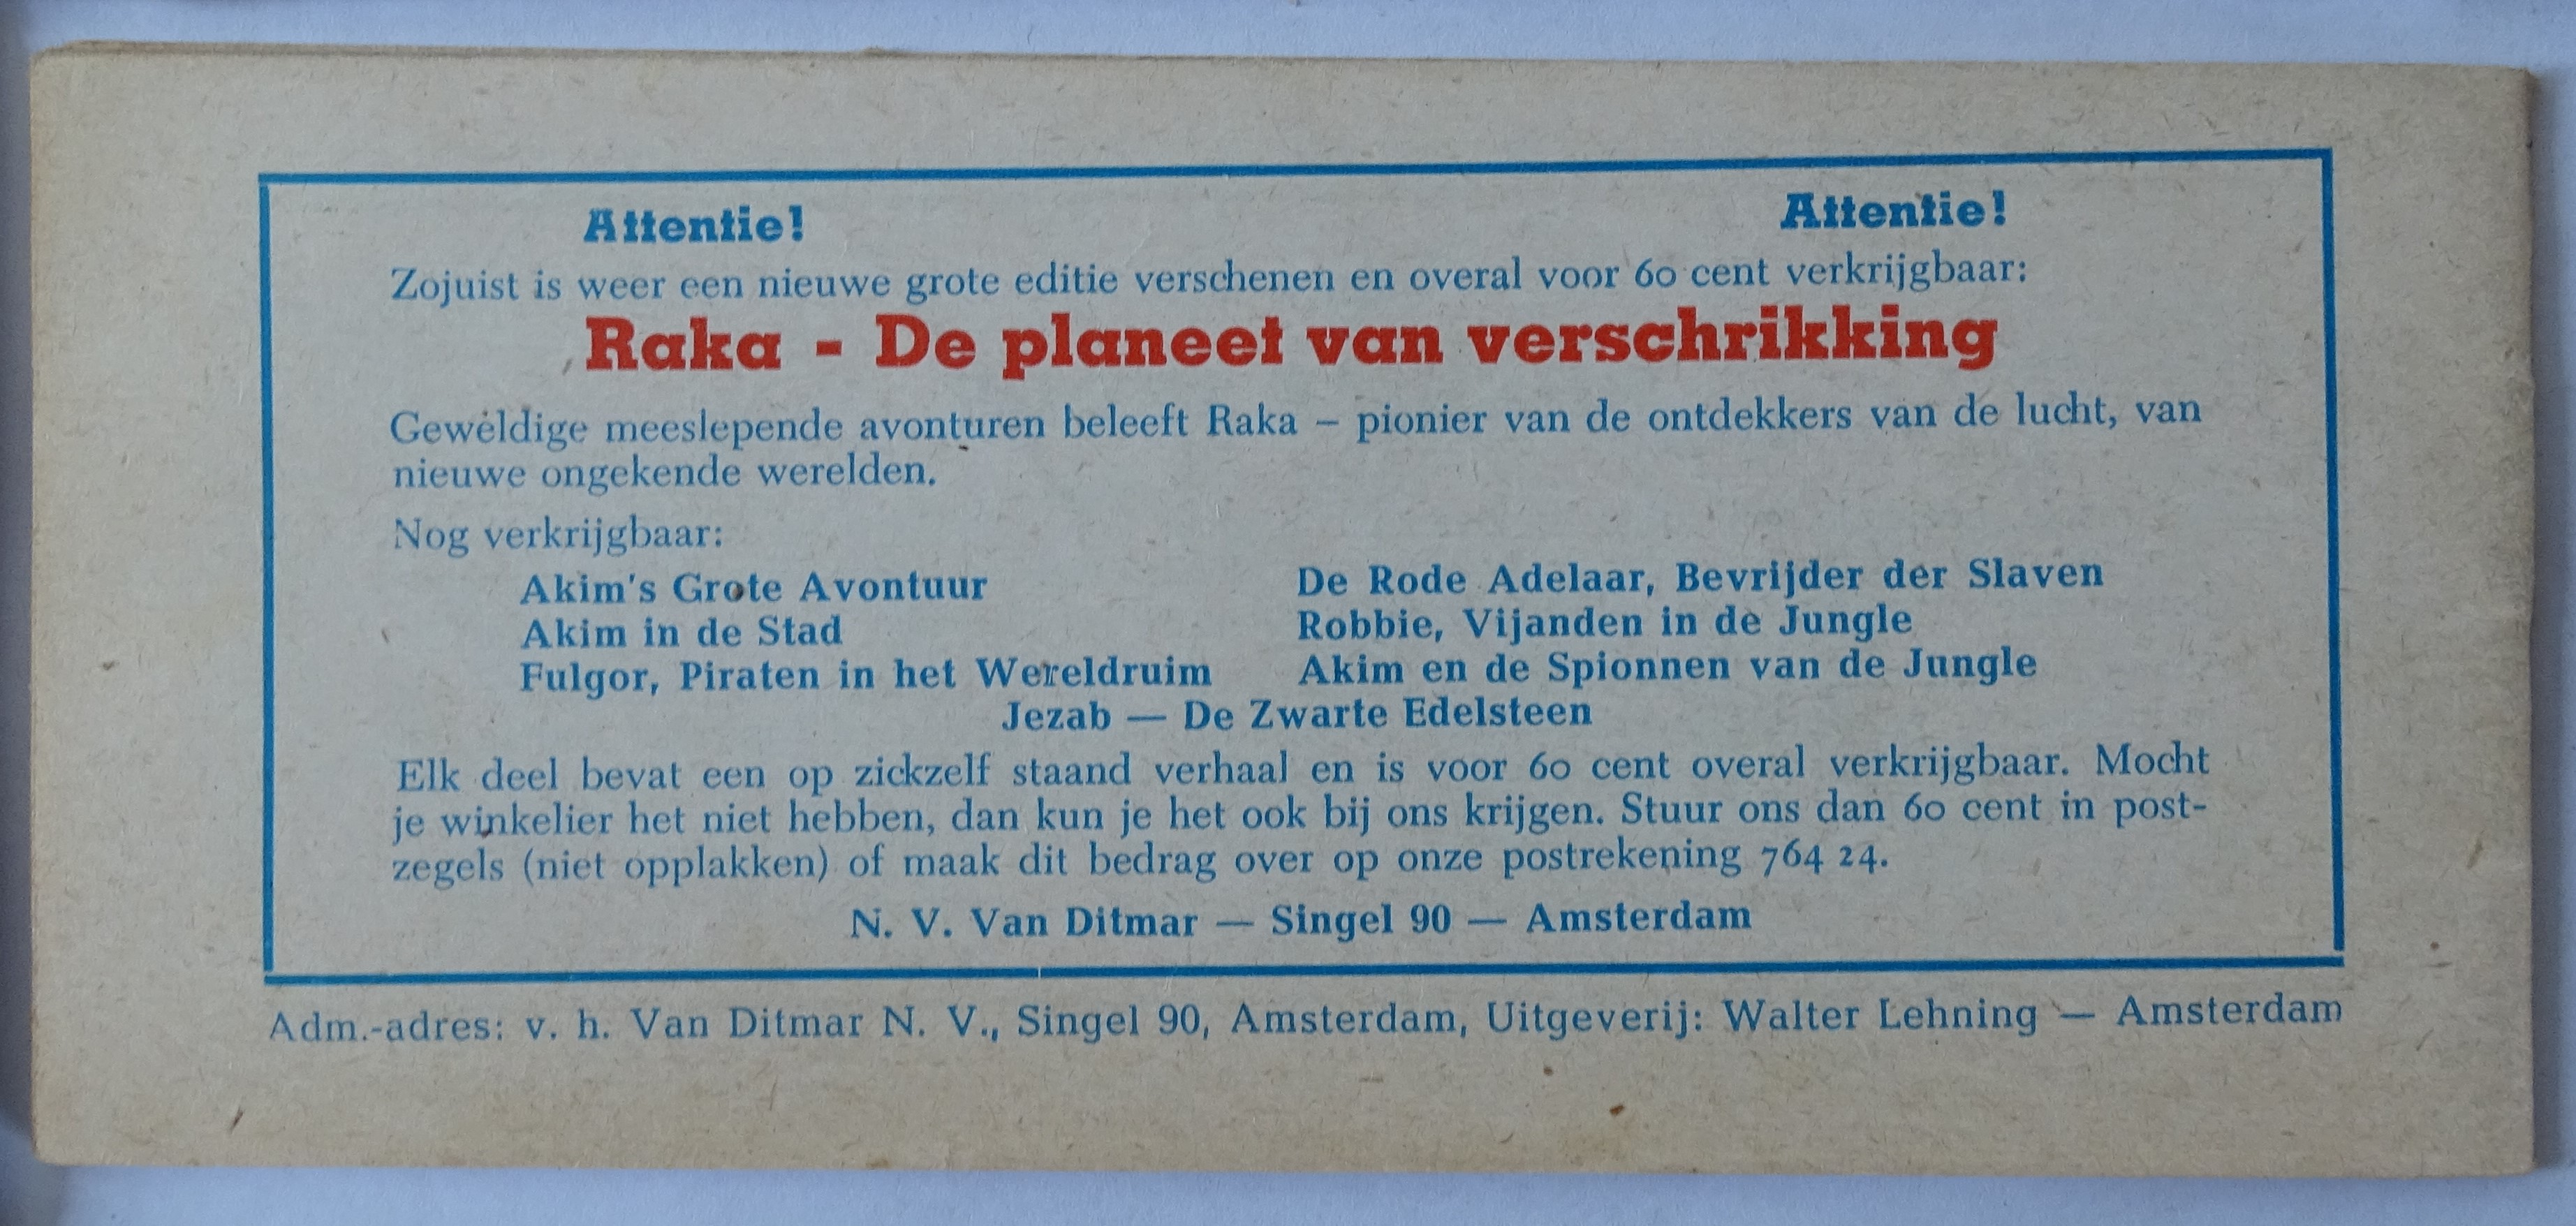 Attentie! Attentie!
Zojuist is weer een nieuwe grote editie verschenen en overal voor 60 cent verkrijgbaar:
Raka - De planeet van verschrikking
Geweldige meeslepende avonturen beleeft Raka – pionier van de ontdekkers van de lucht, van
nieuwe ongekende werelden.
Nog verkrijgbaar:
Akim's Grote Avontuur
Akim in de Stad
Fulgor, Piraten in het Wereldruim
De Rode Adelaar, Bevrijder der Slaven
Robbie, Vijanden in de Jungle
Akim en de Spionnen van de Jungle
Jezab — De Zwarte Edelsteen
Elk deel bevat een op zickzelf staand verhaal en is voor 60 cent overal verkrijgbaar. Mocht
je winkelier het niet hebben, dan kun je het ook bij ons krijgen. Stuur ons dan 60 cent in post-
zegels (niet opplakken) of maak dit bedrag over op onze postrekening 764 24.
N. V. Van Ditmar — Singel 90 — Amsterdam
Adm.-adres: v. h. Van Ditmar N. V., Singel 90, Amsterdam, Uitgeverij: Walter Lehning — Amsterdam